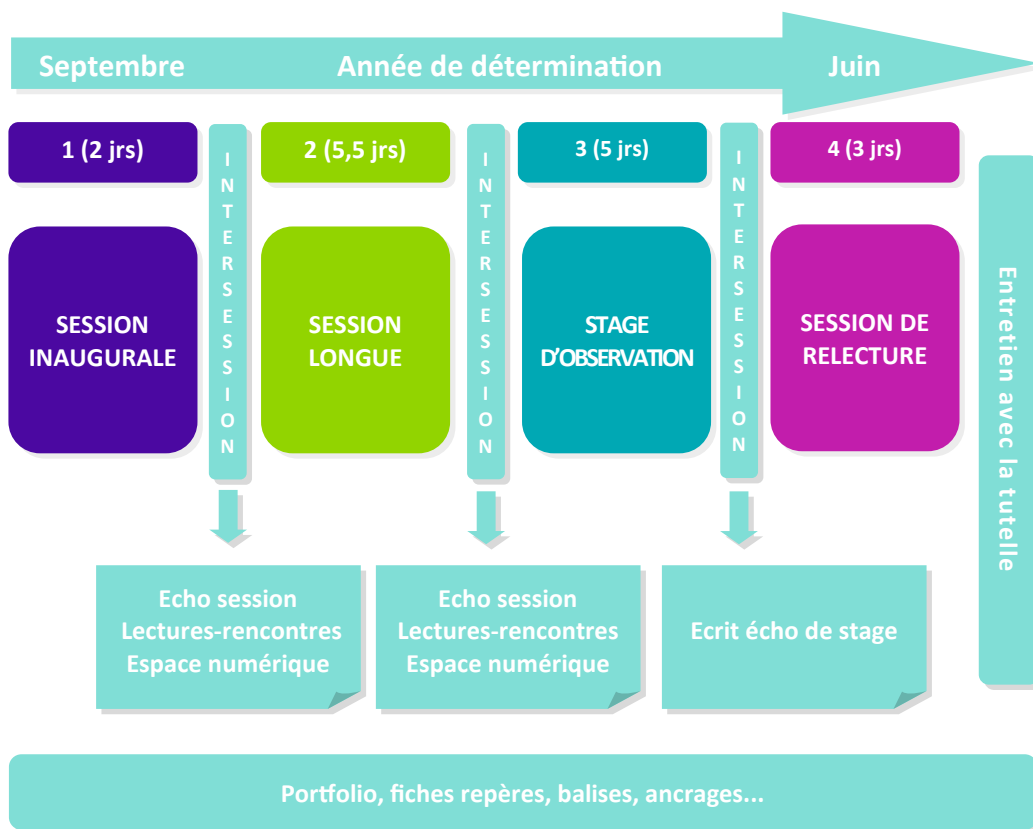 Septembre
Année de détermination
Juin
1 (2 jrs)
2 (5,5 jrs)
3 (5 jrs)
4 (3 jrs)
INTERSESSION
INTERSESSION
INTERSESSION
SESSION
INAUGURALE
SESSION
LONGUE
STAGE
D’OBSERVATION
SESSION DE
RELECTURE
Entretien avec la tutelle
Echo session
Lectures-rencontres
Espace numérique
Echo session
Lectures-rencontres
Espace numérique
Ecrit écho de stage
Portfolio, fiches repères, balises, ancrages...